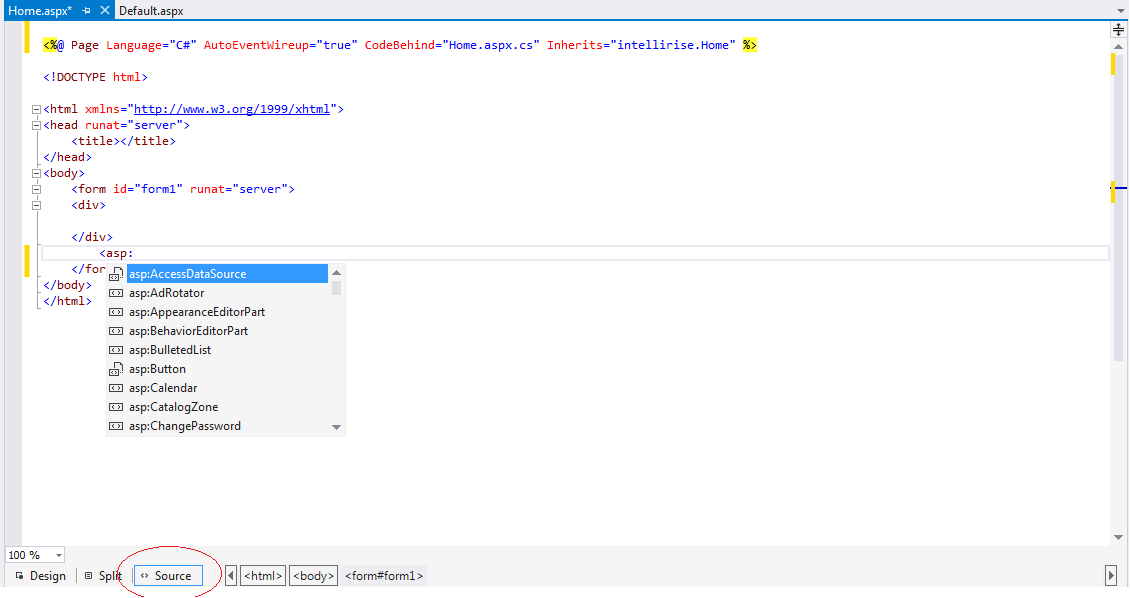 Home.aspx* Default.aspx
<%@ Page Language="C#" AutoEventWireup="true" CodeBehind="Home.aspx.cs" Inherits="intellirise.Home" %>
<!DOCTYPE html>
<html xmlns="http://www.w3.org/1999/xhtml">
<head runat="server">
<title></title>
</head>
<body>
<form id="form1" runat="server">
<div>
</div>
<asp:
</for
asp:AccessDataSource
asp:AdRotator
asp:AppearanceEditorPart
asp:BehaviorEditorPart
asp:BulletedList
asp:Button
asp:Calendar
asp:CatalogZone
asp:ChangePassword
</body>
</html>
100 %
Design Split Source <html> <body> <form#form1>